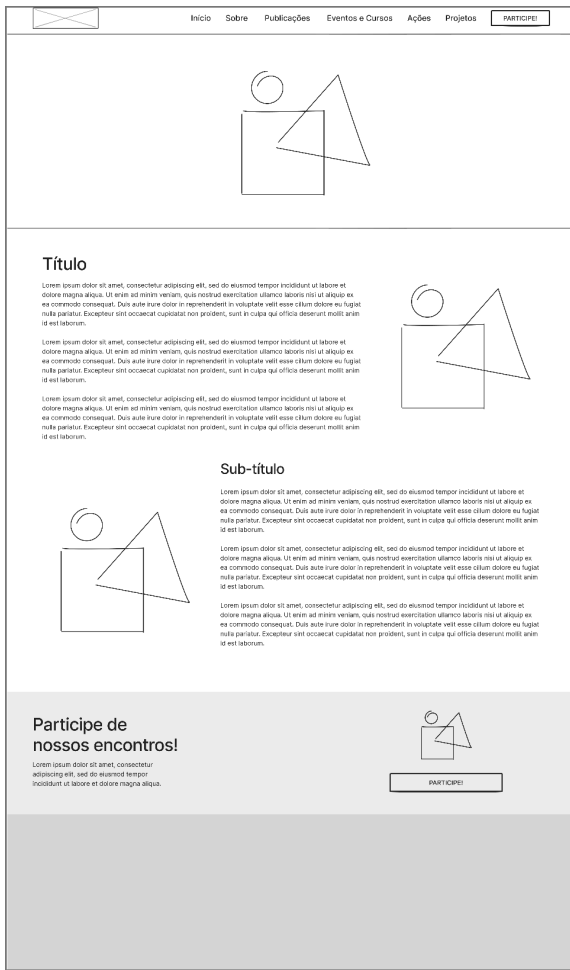 Início Sobre Publicações Eventos e Cursos Ações Projetos PARTICIPE!
Título
Lorem ipsum dolor sit amet, consectetur adipiscing elit, sed do eiusmod tempor incididunt ut labore et
dolore magna aliqua. Ut enim ad minim veniam, quis nostrud exercitation ullamco laboris nisi ut aliquip ex
ea commodo consequat. Duis aute irure dolor in reprehenderit in voluptate velit esse cillum dolore eu fugiat
nulla pariatur. Excepteur sint occaecat cupidatat non proident, sunt in culpa qui officia deserunt mollit anim
id est laborum.
Lorem ipsum dolor sit amet, consectetur adipiscing elit, sed do eiusmod tempor incididunt ut labore et
dolore magna aliqua. Ut enim ad minim veniam, quis nostrud exercitation ullamco laboris nisi ut aliquip ex
ea commodo consequat. Duis aute irure dolor in reprehenderit in voluptate velit esse cillum dolore eu fugiat
nulla pariatur. Excepteur sint occaecat cupidatat non proident, sunt in culpa qui officia deserunt mollit anim
id est laborum.
Lorem ipsum dolor sit amet, consectetur adipiscing elit, sed do eiusmod tempor incididunt ut labore et
dolore magna aliqua. Ut enim ad minim veniam, quis nostrud exercitation ullamco laboris nisi ut aliquip ex
ea commodo consequat. Duis aute irure dolor in reprehenderit in voluptate velit esse cillum dolore eu fugiat
nulla pariatur. Excepteur sint occaecat cupidatat non proident, sunt in culpa qui officia deserunt mollit anim
id est laborum.
Sub-título
Lorem ipsum dolor sit amet, consectetur adipiscing elit, sed do eiusmod tempor incididunt ut labore et
dolore magna aliqua. Ut enim ad minim veniam, quis nostrud exercitation ullamco laboris nisi ut aliquip ex
ea commodo consequat. Duis aute irure dolor in reprehenderit in voluptate velit esse cillum dolore eu fugiat
nulla pariatur. Excepteur sint occaecat cupidatat non proident, sunt in culpa qui officia deserunt mollit anim
id est laborum.
Lorem ipsum dolor sit amet, consectetur adipiscing elit, sed do eiusmod tempor incididunt ut labore et
dolore magna aliqua. Ut enim ad minim veniam, quis nostrud exercitation ullamco laboris nisi ut aliquip ex
ea commodo consequat. Duis aute irure dolor in reprehenderit in voluptate velit esse cillum dolore eu fugiat
nulla pariatur. Excepteur sint occaecat cupidatat non proident, sunt in culpa qui officia deserunt mollit anim
id est laborum.
Lorem ipsum dolor sit amet, consectetur adipiscing elit, sed do eiusmod tempor incididunt ut labore et
dolore magna aliqua. Ut enim ad minim veniam, quis nostrud exercitation ullamco laboris nisi ut aliquip ex
ea commodo consequat. Duis aute irure dolor in reprehenderit in voluptate velit esse cillum dolore eu fugiat
nulla pariatur. Excepteur sint occaecat cupidatat non proident, sunt in culpa qui officia deserunt mollit anim
id est laborum.
Participe de
nossos encontros!
Lorem ipsum dolor sit amet, consectetur
adipiscing elit, sed do eiusmod tempor
incididunt ut labore et dolore magna aliqua.
PARTICIPE!